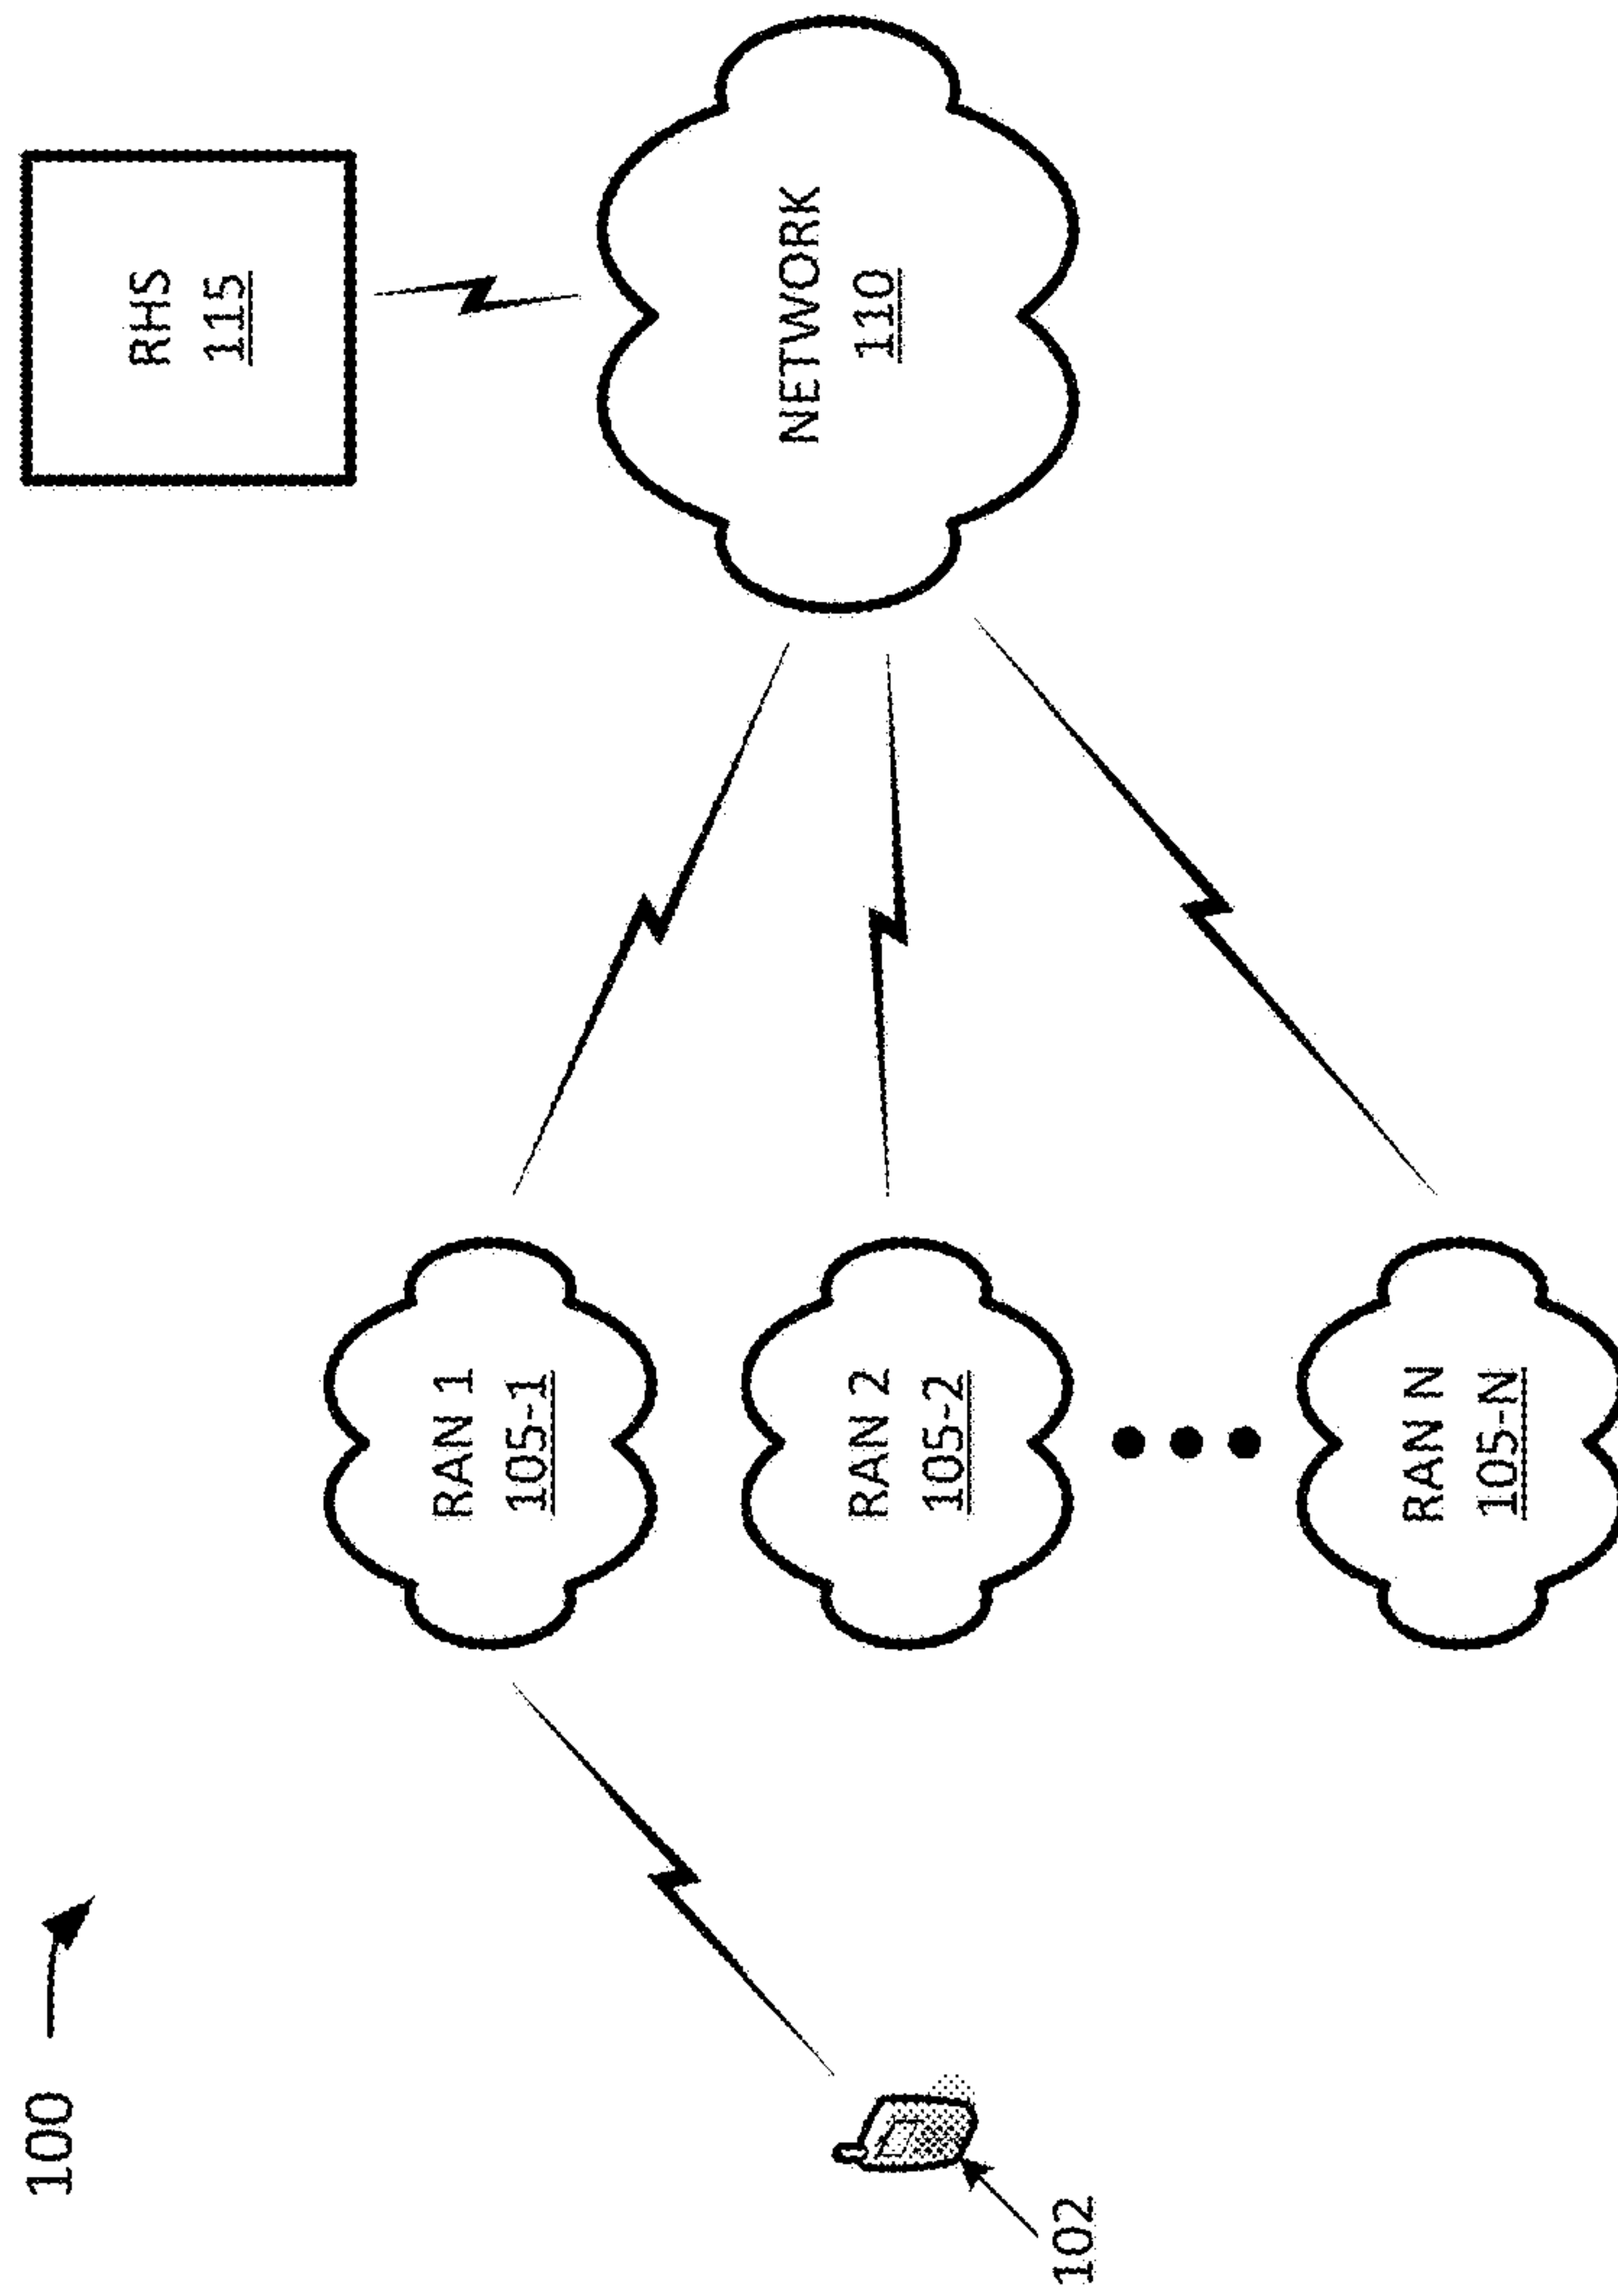 100
102
RAN 1
105-1
RAN 2
105-2
RAN N
105-N
NETWORK
110
RHS
115